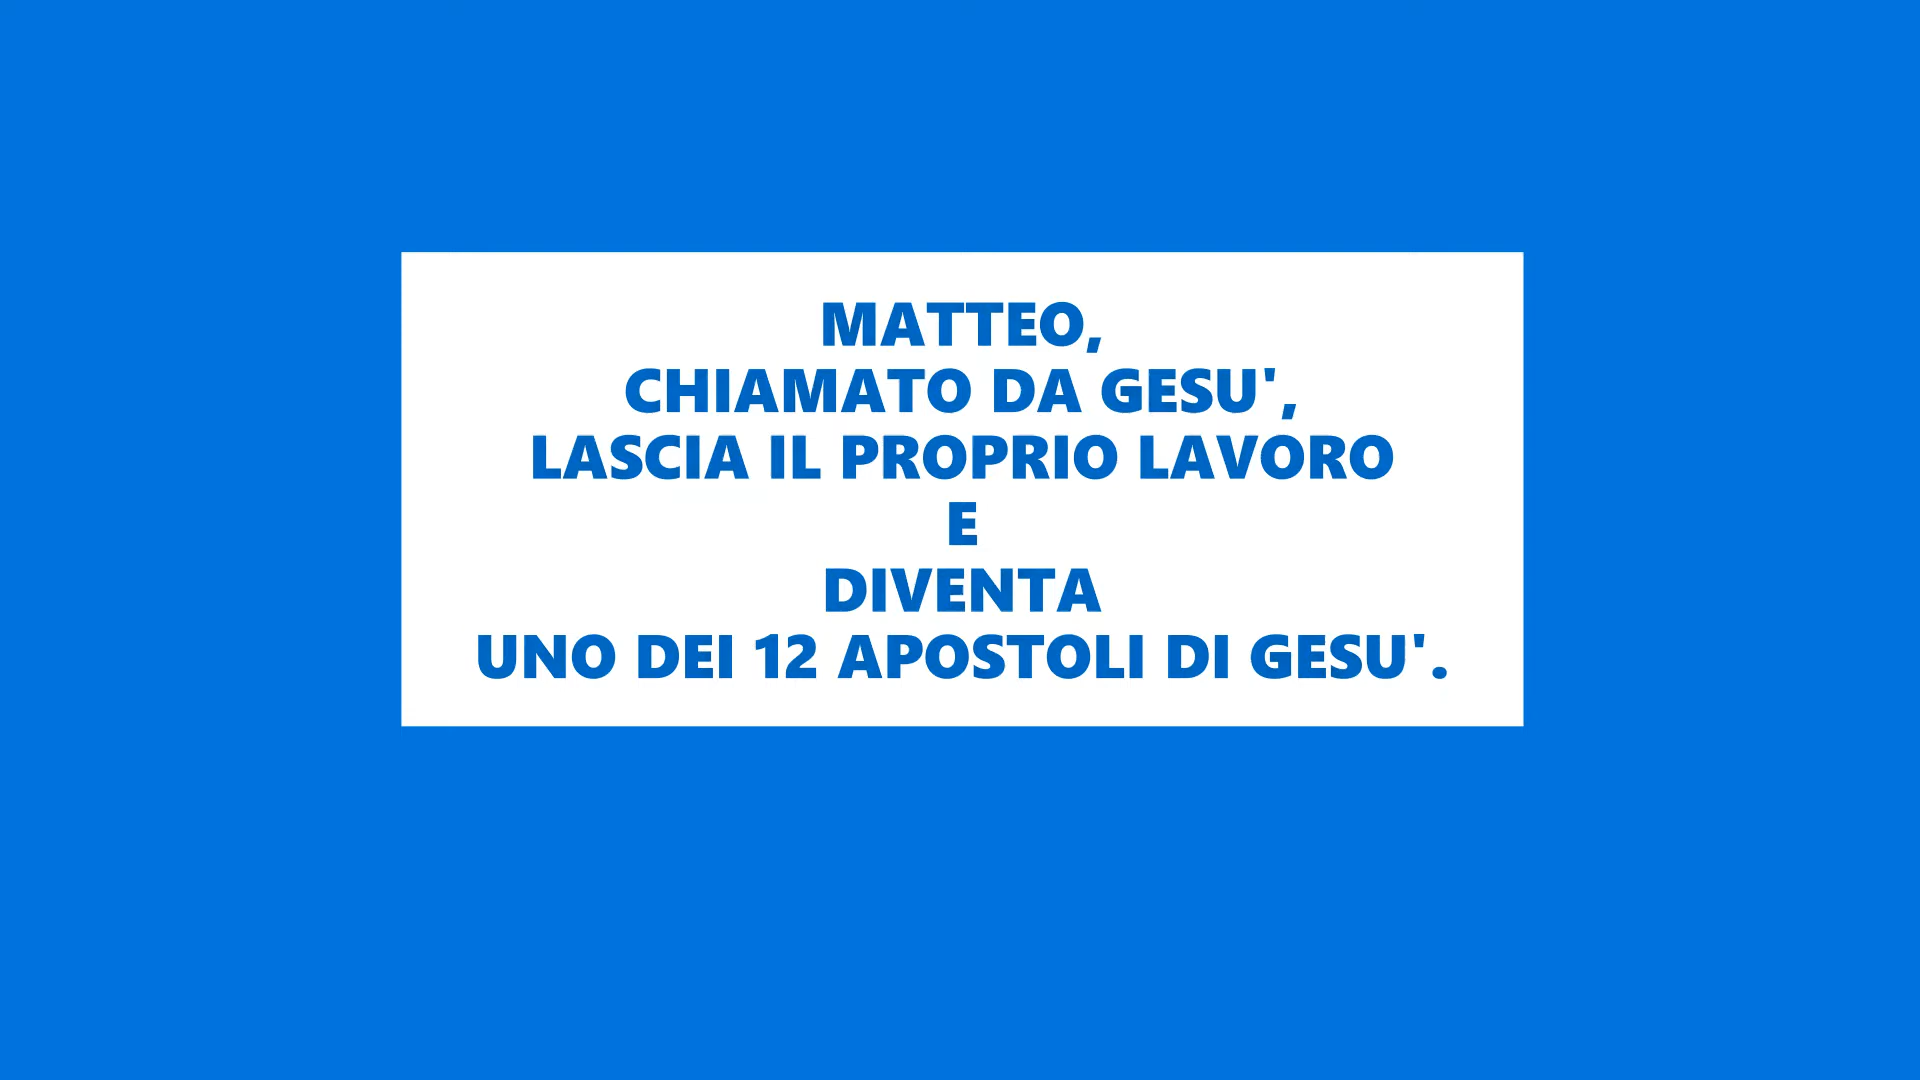 MATTEO,
CHIAMATO DA GESU',
LASCIA IL PROPRIO LAVORO
E
DIVENTA
UNO DEI 12 APOSTOLI DI GESU'.